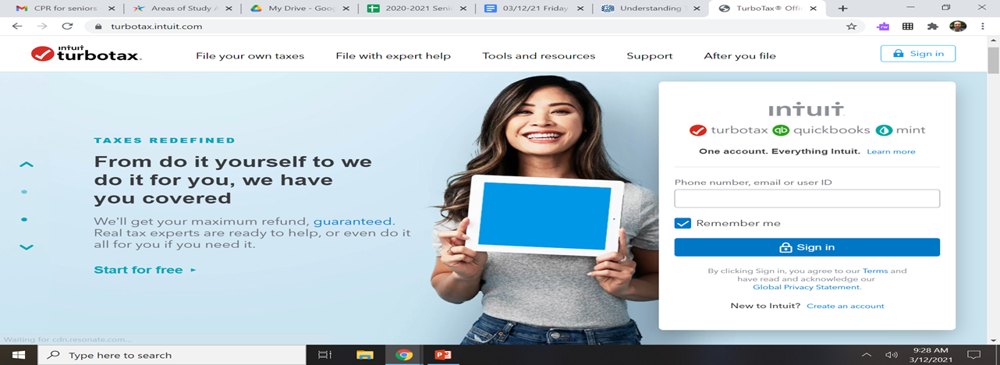 CPR for seniors
Areas of Study A
My Drive - Goog
2020-2021 Seni
03/12/21 Friday
Understanding T
TurboTax® Offi
turbotax.intuit.com
intuit
turbotax.
File your own taxes
File with expert help
Tools and resources
Support
After you file
Sign in
TAXES REDEFINED
From do it yourself to we
do it for you, we have
you covered
We'll get your maximum refund, guaranteed.
Real tax experts are ready to help, or even do it
all for you if you need it.
Start for free
intuit
turbotax qb quickbooks mint
One account. Everything Intuit. Learn more
Phone number, email or user ID
Remember me
Sign in
By clicking Sign in, you agree to our Terms and
have read and acknowledge our
Global Privacy Statement.
New to Intuit? Create an account
Waiting for cdn.resonate.com...
Type here to search
9:28 AM
3/12/2021